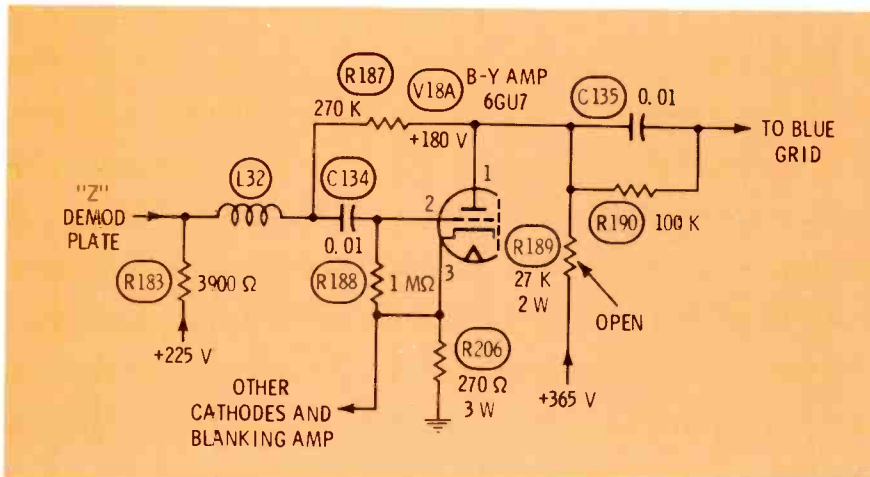 R187
270 K
V18A
B-Y AMP
6GU7
C135
0.01
+180 V
TO BLUE
GRID
1
"Z"
DEMOD
PLATE
L32
C134
2
R190
100 K
0.01
R189
27 K
2 W
R183
3900 Ω
R188
1 MΩ
3
OPEN
+225 V
R206
270 Ω
3 W
+365 V
OTHER
CATHODES AND
BLANKING AMP